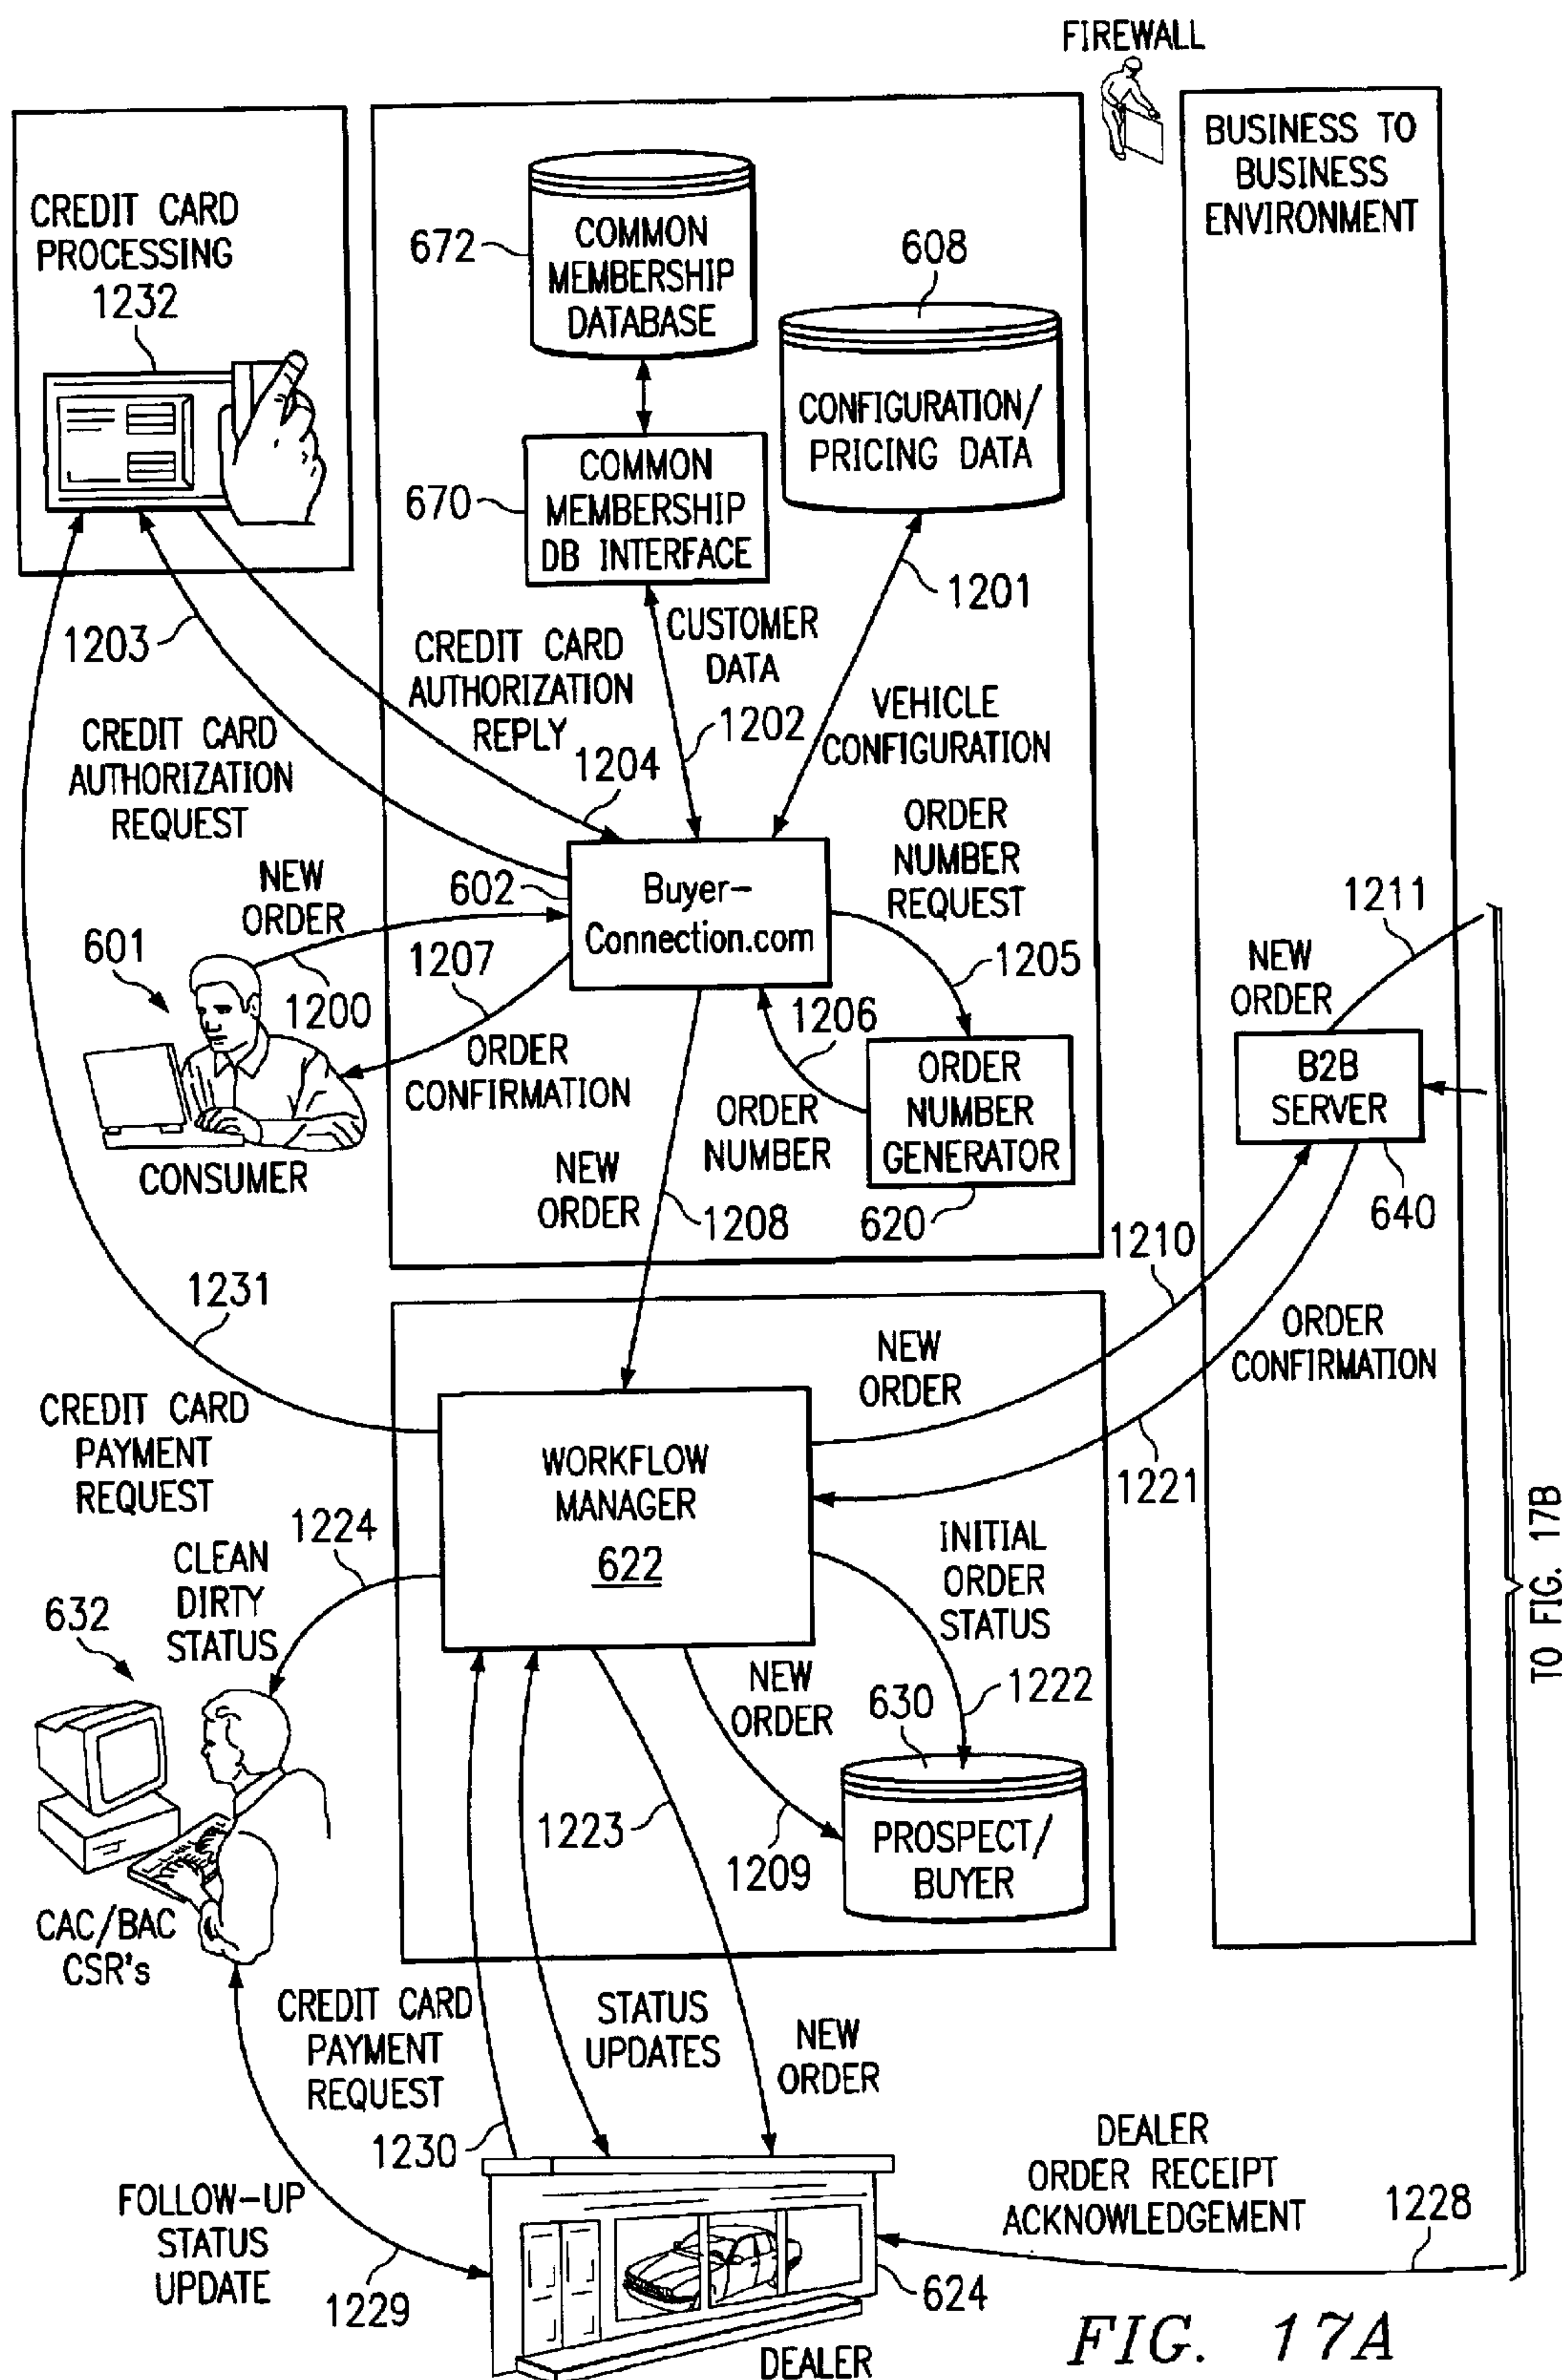 FIREWALL
BUSINESS TO
BUSINESS
ENVIRONMENT
CREDIT CARD
PROCESSING
1232
672
COMMON
MEMBERSHIP
DATABASE
608
CONFIGURATION/
PRICING DATA
670
COMMON
MEMBERSHIP
DB INTERFACE
1201
1203
CREDIT CARD
AUTHORIZATION
REPLY
1204
CUSTOMER
DATA
1202
VEHICLE
CONFIGURATION
CREDIT CARD
AUTHORIZATION
REQUEST
ORDER
NUMBER
REQUEST
NEW
ORDER
602
Buyer-
Connection.com
1211
601
1200
1207
1205
NEW
ORDER
1206
ORDER
CONFIRMATION
ORDER
NUMBER
ORDER
NUMBER
GENERATOR
620
B2B
SERVER
640
CONSUMER
NEW
ORDER
1208
1210
1231
NEW
ORDER
ORDER
CONFIRMATION
CREDIT CARD
PAYMENT
REQUEST
WORKFLOW
MANAGER
622
1221
1224
CLEAN
DIRTY
STATUS
INITIAL
ORDER
STATUS
TO FIG. 17B
632
NEW
ORDER
630
1222
1223
1209
PROSPECT/
BUYER
CAC/BAC
CSR's
CREDIT CARD
PAYMENT
REQUEST
1230
STATUS
UPDATES
NEW
ORDER
DEALER
ORDER RECEIPT
ACKNOWLEDGEMENT
1228
FOLLOW-UP
STATUS
UPDATE
1229
624
DEALER
FIG. 17A